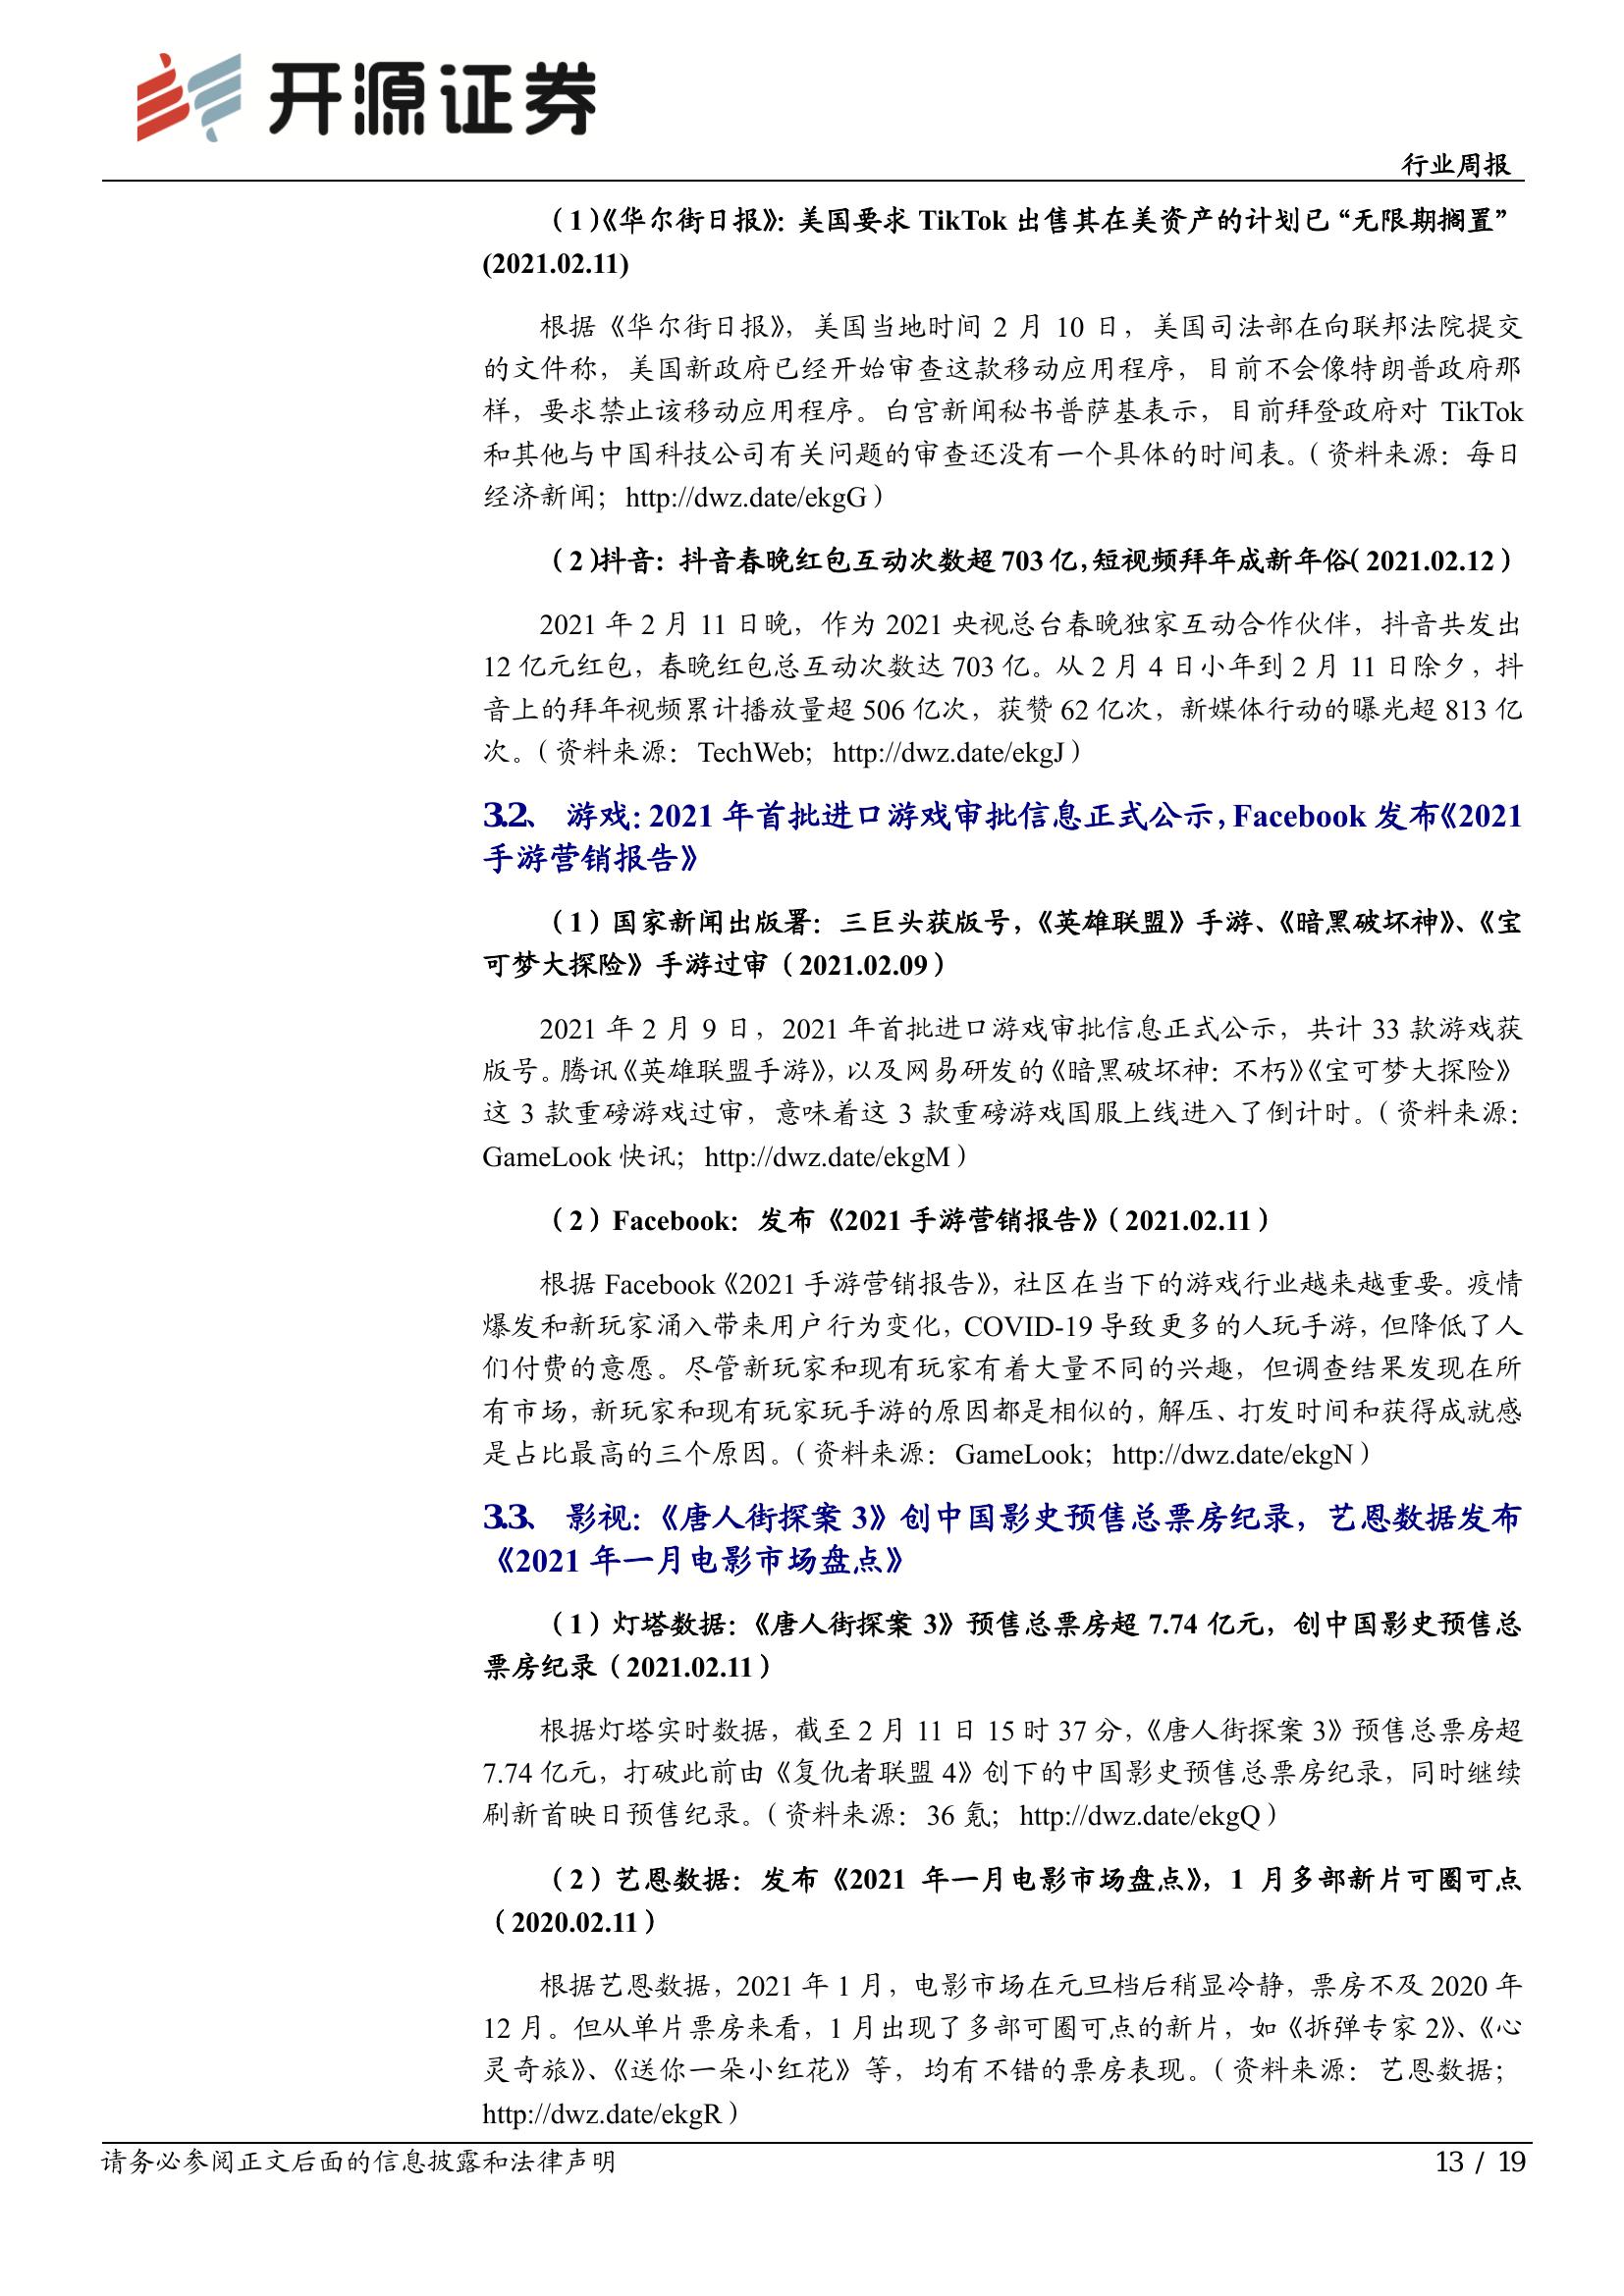 开源证券
行业周报
（1）《华尔街日报》：美国要求 TikTok 出售其在美资产的计划已“无限期搁置”
(2021.02.11)
根据《华尔街日报》，美国当地时间 2 月 10 日，美国司法部在向联邦法院提交
的文件称，美国新政府已经开始审查这款移动应用程序，目前不会像特朗普政府那
样，要求禁止该移动应用程序。白宫新闻秘书普萨基表示，目前拜登政府对 TikTok
和其他与中国科技公司有关问题的审查还没有一个具体的时间表。（资料来源：每日
经济新闻；http://dwz.date/ekgG）
（2）抖音：抖音春晚红包互动次数超 703 亿，短视频拜年成新年俗（2021.02.12）
2021 年 2 月 11 日晚，作为 2021 央视总台春晚独家互动合作伙伴，抖音共发出
12 亿元红包，春晚红包总互动次数达 703 亿。从 2 月 4 日小年到 2 月 11 日除夕，抖
音上的拜年视频累计播放量超 506 亿次，获赞 62 亿次，新媒体行动的曝光超 813 亿
次。（资料来源：TechWeb；http://dwz.date/ekgJ）
3.2、 游戏：2021 年首批进口游戏审批信息正式公示，Facebook 发布《2021
手游营销报告》
（1）国家新闻出版署：三巨头获版号，《英雄联盟》手游、《暗黑破坏神》、《宝
可梦大探险》手游过审（2021.02.09）
2021 年 2 月 9 日，2021 年首批进口游戏审批信息正式公示，共计 33 款游戏获
版号。腾讯《英雄联盟手游》，以及网易研发的《暗黑破坏神：不朽》《宝可梦大探险》
这 3 款重磅游戏过审，意味着这 3 款重磅游戏国服上线进入了倒计时。（资料来源：
GameLook 快讯；http://dwz.date/ekgM）
（2）Facebook：发布《2021 手游营销报告》（2021.02.11）
根据 Facebook《2021 手游营销报告》，社区在当下的游戏行业越来越重要。疫情
爆发和新玩家涌入带来用户行为变化，COVID-19 导致更多的人玩手游，但降低了人
们付费的意愿。尽管新玩家和现有玩家有着大量不同的兴趣，但调查结果发现在所
有市场，新玩家和现有玩家玩手游的原因都是相似的，解压、打发时间和获得成就感
是占比最高的三个原因。（资料来源：GameLook；http://dwz.date/ekgN）
3.3、 影视：《唐人街探案 3》创中国影史预售总票房纪录，艺恩数据发布
《2021 年一月电影市场盘点》
（1）灯塔数据：《唐人街探案 3》预售总票房超 7.74 亿元，创中国影史预售总
票房纪录（2021.02.11）
根据灯塔实时数据，截至 2 月 11 日 15 时 37 分，《唐人街探案 3》预售总票房超
7.74 亿元，打破此前由《复仇者联盟 4》创下的中国影史预售总票房纪录，同时继续
刷新首映日预售纪录。（资料来源：36 氪；http://dwz.date/ekgQ）
（2）艺恩数据：发布《2021 年一月电影市场盘点》，1 月多部新片可圈可点
（2020.02.11）
根据艺恩数据，2021 年 1 月，电影市场在元旦档后稍显冷静，票房不及 2020 年
12 月。但从单片票房来看，1 月出现了多部可圈可点的新片，如《拆弹专家 2》、《心
灵奇旅》、《送你一朵小红花》等，均有不错的票房表现。（资料来源：艺恩数据；
http://dwz.date/ekgR）
请务必参阅正文后面的信息披露和法律声明
13 / 19